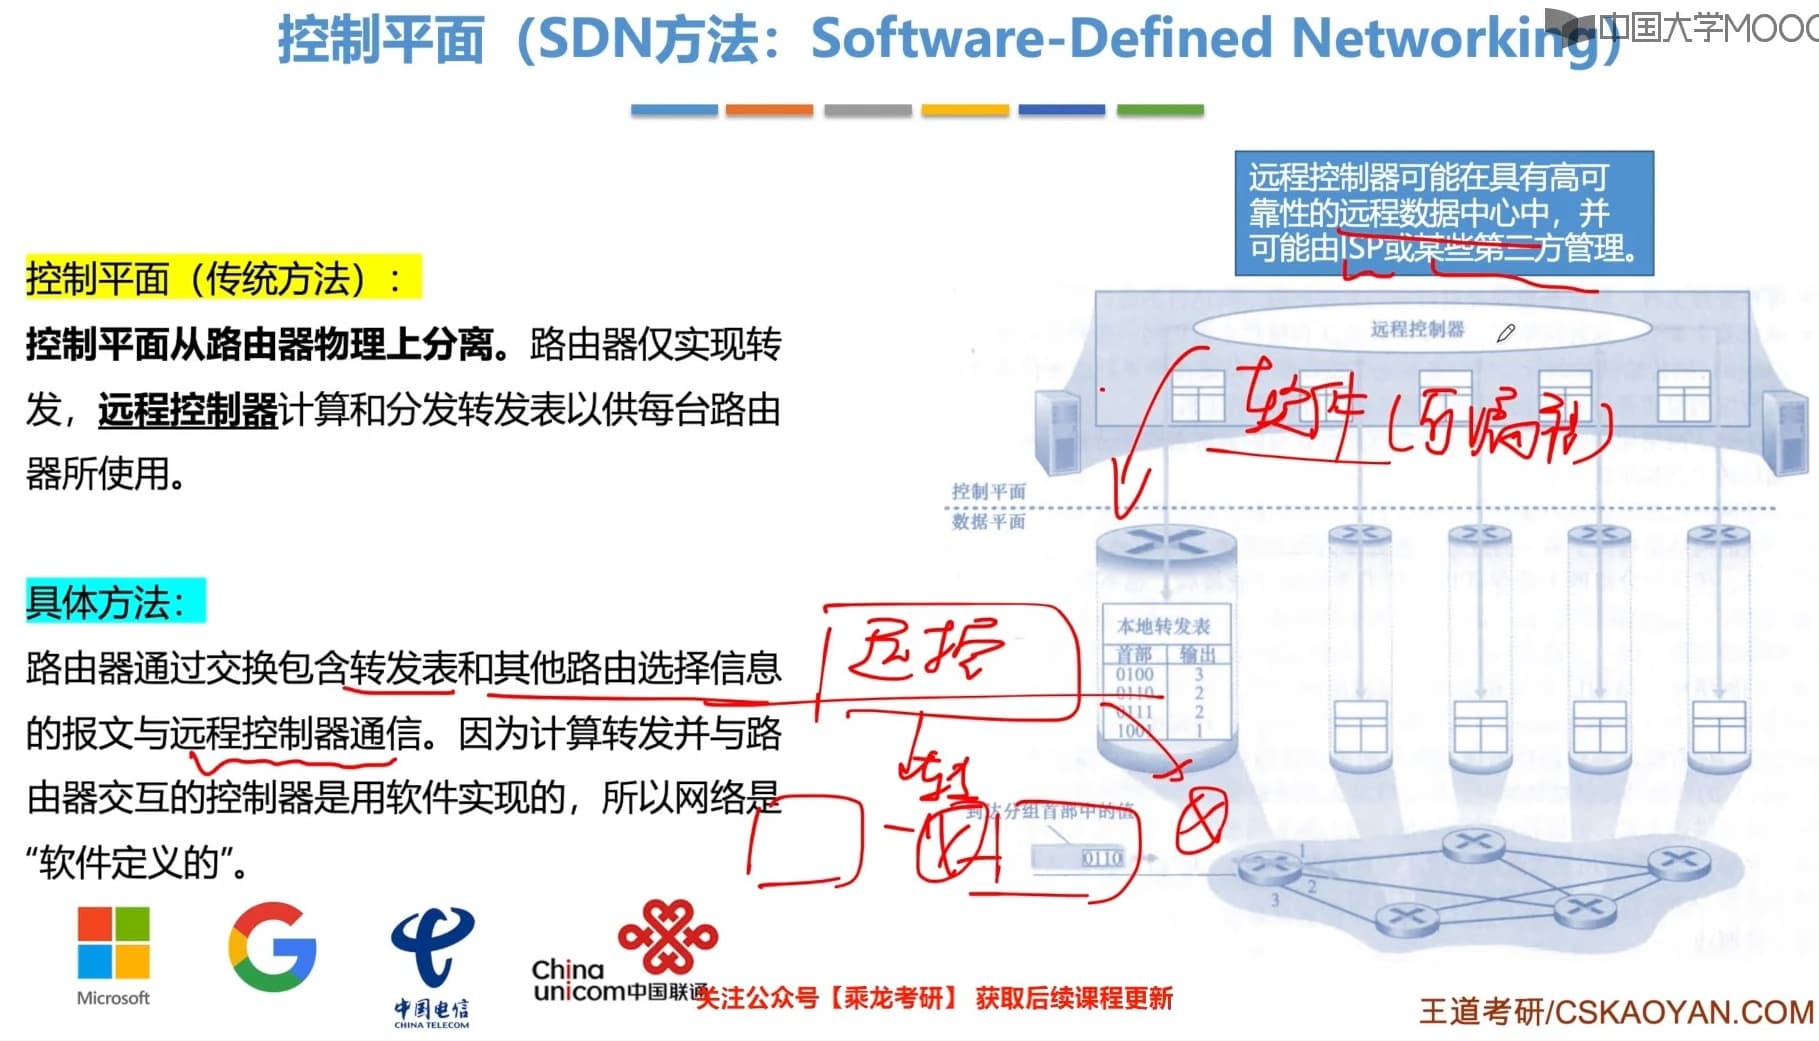 控制平面（SDN方法：Software-Defined Networking）
中国大学MOOC
远程控制器可能在具有高可
靠性的远程数据中心中，并
可能由ISP或某些第三方管理。
控制平面（传统方法）：
控制平面从路由器物理上分离。路由器仅实现转
发，远程控制器计算和分发转发表以供每台路由
器所使用。
具体方法：
路由器通过交换包含转发表和其他路由选择信息
的报文与远程控制器通信。因为计算转发并与路
由器交互的控制器是用软件实现的，所以网络是
“软件定义的”。
远程控制器
软件（可编程）
控制平面
数据平面
本地转发表
首部 输出
0100 3
0110 2
0111 2
1001 1
远控
到达分组首部中的值
0110
1
2
3
Microsoft
中国电信
CHINA TELECOM
China
unicom中国联通
关注公众号【乘龙考研】 获取后续课程更新
王道考研/CSKAOYAN.COM